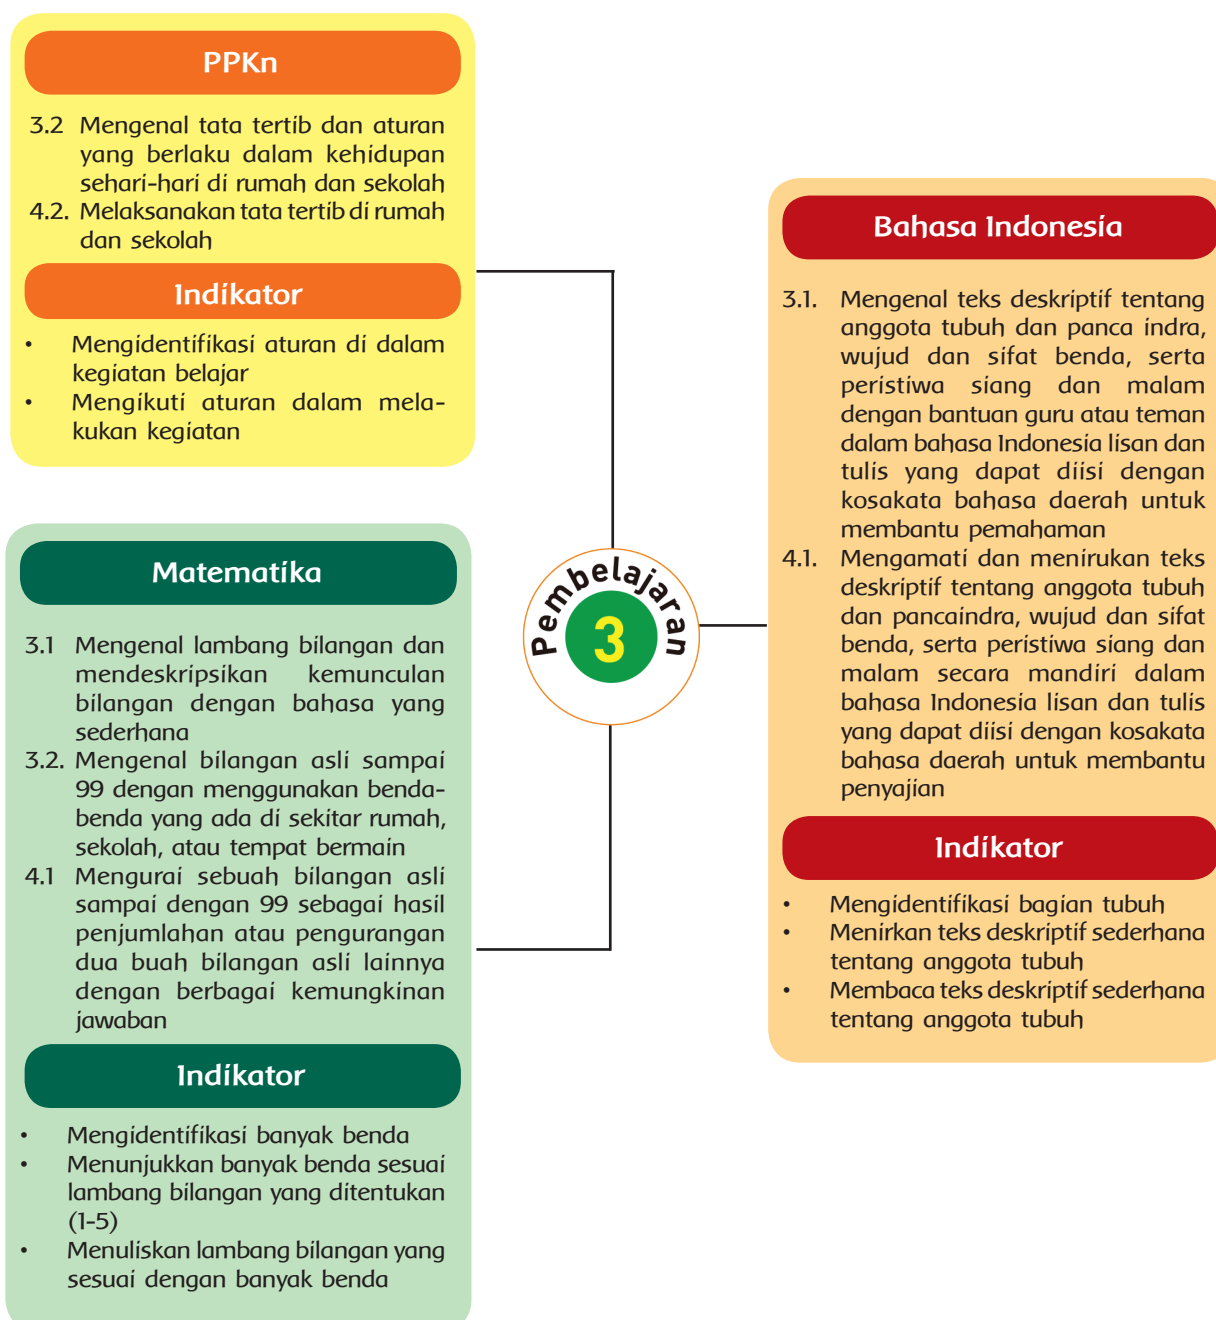 PPKn
3.2 Mengenal tata tertib dan aturan
yang berlaku dalam kehidupan
sehari-hari di rumah dan sekolah
4.2. Melaksanakan tata tertib di rumah
dan sekolah
Indikator
• Mengidentifikasi aturan di dalam
kegiatan belajar
• Mengikuti aturan dalam mela-
kukan kegiatan
Matematika
3.1 Mengenal lambang bilangan dan
mendeskripsikan kemunculan
bilangan dengan bahasa yang
sederhana
3.2. Mengenal bilangan asli sampai
99 dengan menggunakan benda-
benda yang ada di sekitar rumah,
sekolah, atau tempat bermain
4.1 Mengurai sebuah bilangan asli
sampai dengan 99 sebagai hasil
penjumlahan atau pengurangan
dua buah bilangan asli lainnya
dengan berbagai kemungkinan
jawaban
Indikator
• Mengidentifikasi banyak benda
• Menunjukkan banyak benda sesuai
lambang bilangan yang ditentukan
(1-5)
• Menuliskan lambang bilangan yang
sesuai dengan banyak benda
Pembelajaran
3
Bahasa Indonesia
3.1. Mengenal teks deskriptif tentang
anggota tubuh dan panca indra,
wujud dan sifat benda, serta
peristiwa siang dan malam
dengan bantuan guru atau teman
dalam bahasa Indonesia lisan dan
tulis yang dapat diisi dengan
kosakata bahasa daerah untuk
membantu pemahaman
4.1. Mengamati dan menirukan teks
deskriptif tentang anggota tubuh
dan pancaindra, wujud dan sifat
benda, serta peristiwa siang dan
malam secara mandiri dalam
bahasa Indonesia lisan dan tulis
yang dapat diisi dengan kosakata
bahasa daerah untuk membantu
penyajian
Indikator
• Mengidentifikasi bagian tubuh
• Menirkan teks deskriptif sederhana
tentang anggota tubuh
• Membaca teks deskriptif sederhana
tentang anggota tubuh